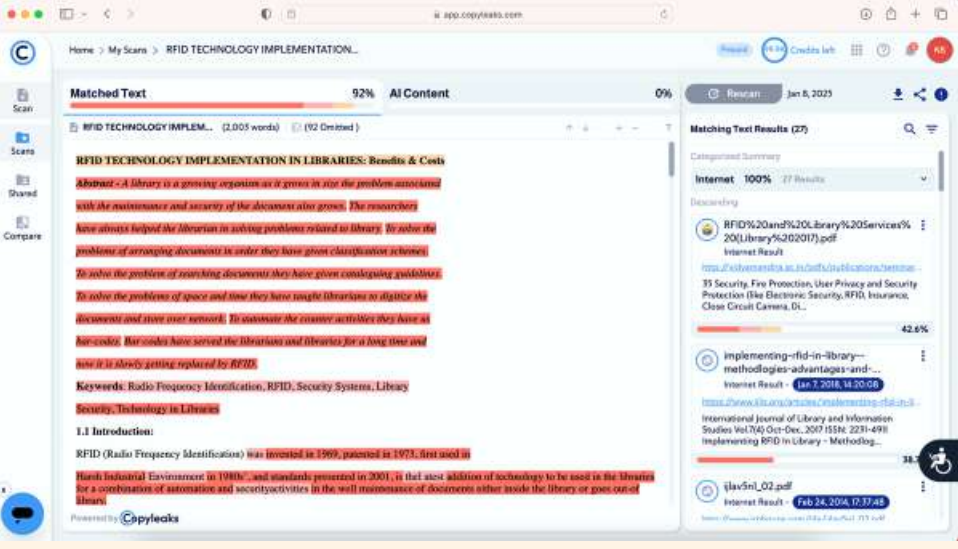 app.copyleaks.com
Home > My Scans > RFID TECHNOLOGY IMPLEMENTATION...
Credits left
Scan
Scans
Shared
Compare
Matched Text 92%
AI Content 0%
RFID TECHNOLOGY IMPLEM... (2,005 words) (92 Omitted )
RFID TECHNOLOGY IMPLEMENTATION IN LIBRARIES: Benefits & Costs
Abstract - A library is a growing organism as it grows in size the problem associated
with the maintenance and security of the document also grows. The researchers
have always helped the librarian in solving problems related to library. To solve the
problems of arranging documents in order they have given classification schemes.
To solve the problem of searching documents they have given cataloguing guidelines.
To solve the problems of space and time they have taught librarians to digitize the
documents and store over network. To automate the counter activities they have us
bar-codes. Bar codes have served the librarians and libraries for a long time and
now it is slowly getting replaced by RFID.
Keywords: Radio Frequency Identification, RFID, Security Systems, Library
Security, Technology in Libraries
1.1 Introduction:
RFID (Radio Frequency Identification) was invented in 1969, patented in 1973, first used in
Harsh Industrial Environment in 1980s', and standards presented in 2001, is thel atest addition of technology to be used in the libraries
for a combination of automation and securityactivities in the well maintenance of documents either inside the library or goes out of
library.
Powered by Copyleaks
Rescan
Jan 8, 2025
Matching Text Results (27)
Categorized Summary
Internet 100% 27 Results
Descending
RFID%20and%20Library%20Services%
20(Library%202017).pdf
Internet Result
35 Security, Fire Protection, User Privacy and Security
Protection (like Electronic Security, RFID, Insurance,
Close Circuit Camera, Di...
42.6%
implementing-rfid-in-library--
methodlogies-advantages-and-...
Internet Result - Jan 7, 2018, 14:20:08
https://www.ijlis.org/articles/implementing-rfid-in-li...
International Journal of Library and Information
Studies Vol.7(4) Oct-Dec, 2017 ISSN: 2231-4911
Implementing RFID In Library – Methodlog...
ijlav5n1_02.pdf
Internet Result - Feb 24, 2014, 17:37:48